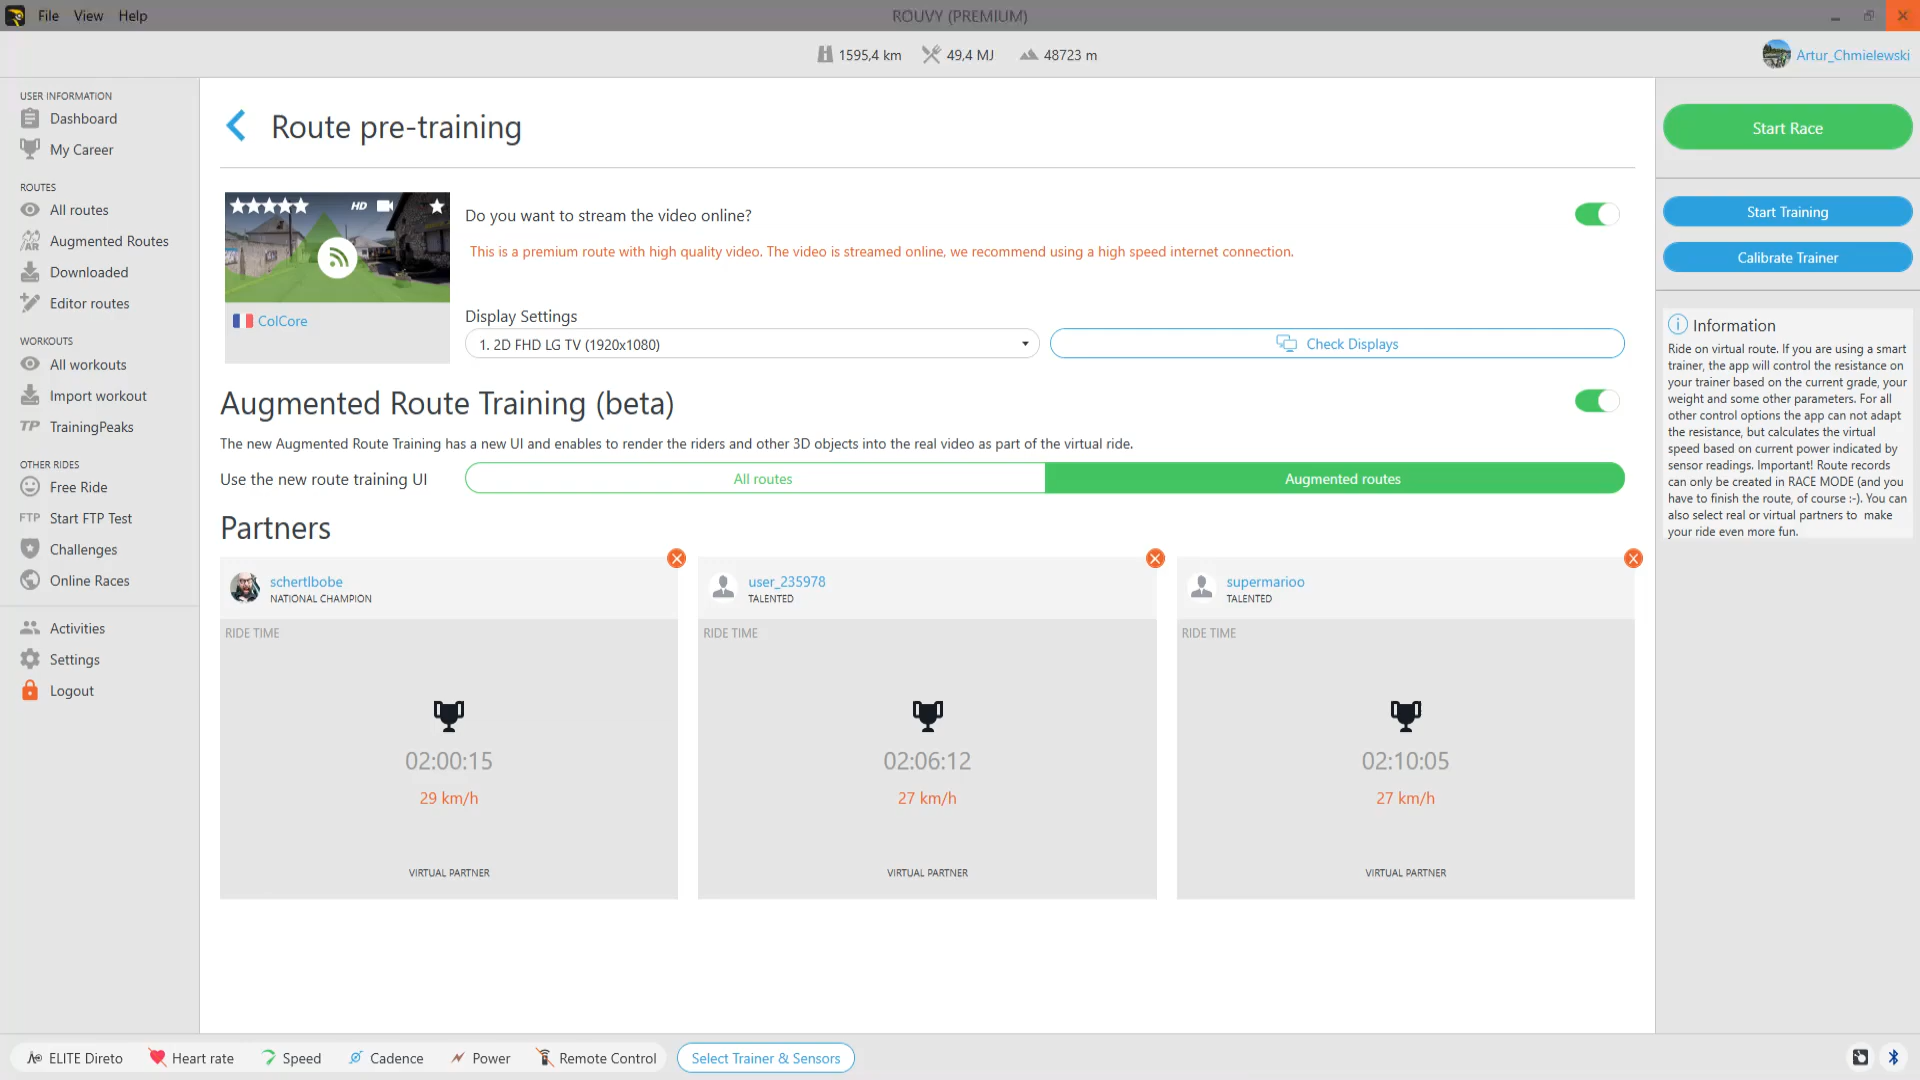 File View Help
ROUVY (PREMIUM)
1595,4 km 49,4 MJ 48723 m
Artur_Chmielewski
USER INFORMATION
Dashboard
My Career
ROUTES
All routes
AR Augmented Routes
Downloaded
Editor routes
WORKOUTS
All workouts
Import workout
TP TrainingPeaks
OTHER RIDES
Free Ride
FTP Start FTP Test
Challenges
Online Races
Activities
Settings
Logout
Route pre-training
HD
ColCore
Do you want to stream the video online?
This is a premium route with high quality video. The video is streamed online, we recommend using a high speed internet connection.
Display Settings
1. 2D FHD LG TV (1920x1080)
Check Displays
Augmented Route Training (beta)
The new Augmented Route Training has a new UI and enables to render the riders and other 3D objects into the real video as part of the virtual ride.
Use the new route training UI
All routes
Augmented routes
Partners
schertlbobe
NATIONAL CHAMPION
RIDE TIME
02:00:15
29 km/h
VIRTUAL PARTNER
user_235978
TALENTED
RIDE TIME
02:06:12
27 km/h
VIRTUAL PARTNER
supermarioo
TALENTED
RIDE TIME
02:10:05
27 km/h
VIRTUAL PARTNER
Start Race
Start Training
Calibrate Trainer
Information
Ride on virtual route. If you are using a smart
trainer, the app will control the resistance on
your trainer based on the current grade, your
weight and some other parameters. For all
other control options the app can not adapt
the resistance, but calculates the virtual
speed based on current power indicated by
sensor readings. Important! Route records
can only be created in RACE MODE (and you
have to finish the route, of course :-). You can
also select real or virtual partners to make
your ride even more fun.
ELITE Direto Heart rate Speed Cadence Power Remote Control Select Trainer & Sensors